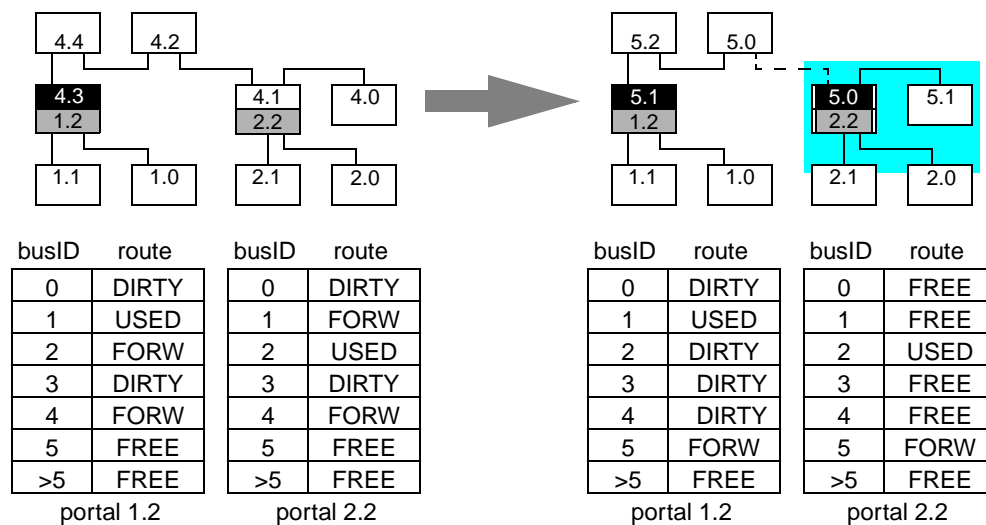 4.4 4.2 5.2 5.0
4.3 4.1 4.0 5.1 5.0 5.1
1.2 2.2 1.2 2.2
1.1 1.0 2.1 2.0 1.1 1.0 2.1 2.0
busID route busID route busID route busID route
0 DIRTY 0 DIRTY 0 DIRTY 0 FREE
1 USED 1 FORW 1 USED 1 FREE
2 FORW 2 USED 2 DIRTY 2 USED
3 DIRTY 3 DIRTY 3 DIRTY 3 FREE
4 FORW 4 FORW 4 DIRTY 4 FREE
5 FREE 5 FREE 5 FORW 5 FORW
>5 FREE >5 FREE >5 FREE >5 FREE
portal 1.2 portal 2.2 portal 1.2 portal 2.2